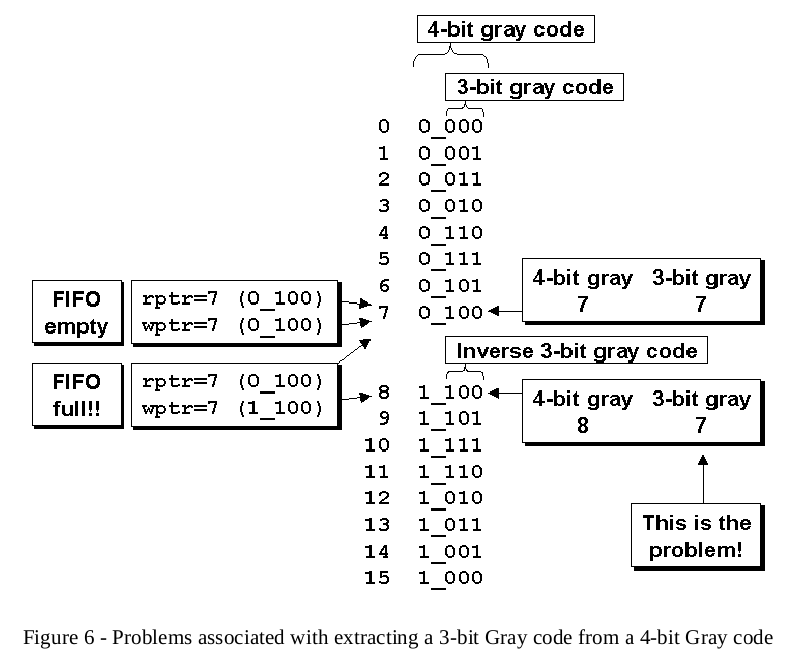 4-bit gray code
3-bit gray code
0 0_000
1 0_001
2 0_011
3 0_010
4 0_110
5 0_111
6 0_101
7 0_100
FIFO
empty
rptr=7 (0_100)
wptr=7 (0_100)
4-bit gray 3-bit gray
7 7
Inverse 3-bit gray code
FIFO
full!!
rptr=7 (0_100)
wptr=7 (1_100)
8 1_100
9 1_101
10 1_111
11 1_110
12 1_010
13 1_011
14 1_001
15 1_000
4-bit gray 3-bit gray
8 7
This is the
problem!
Figure 6 - Problems associated with extracting a 3-bit Gray code from a 4-bit Gray code